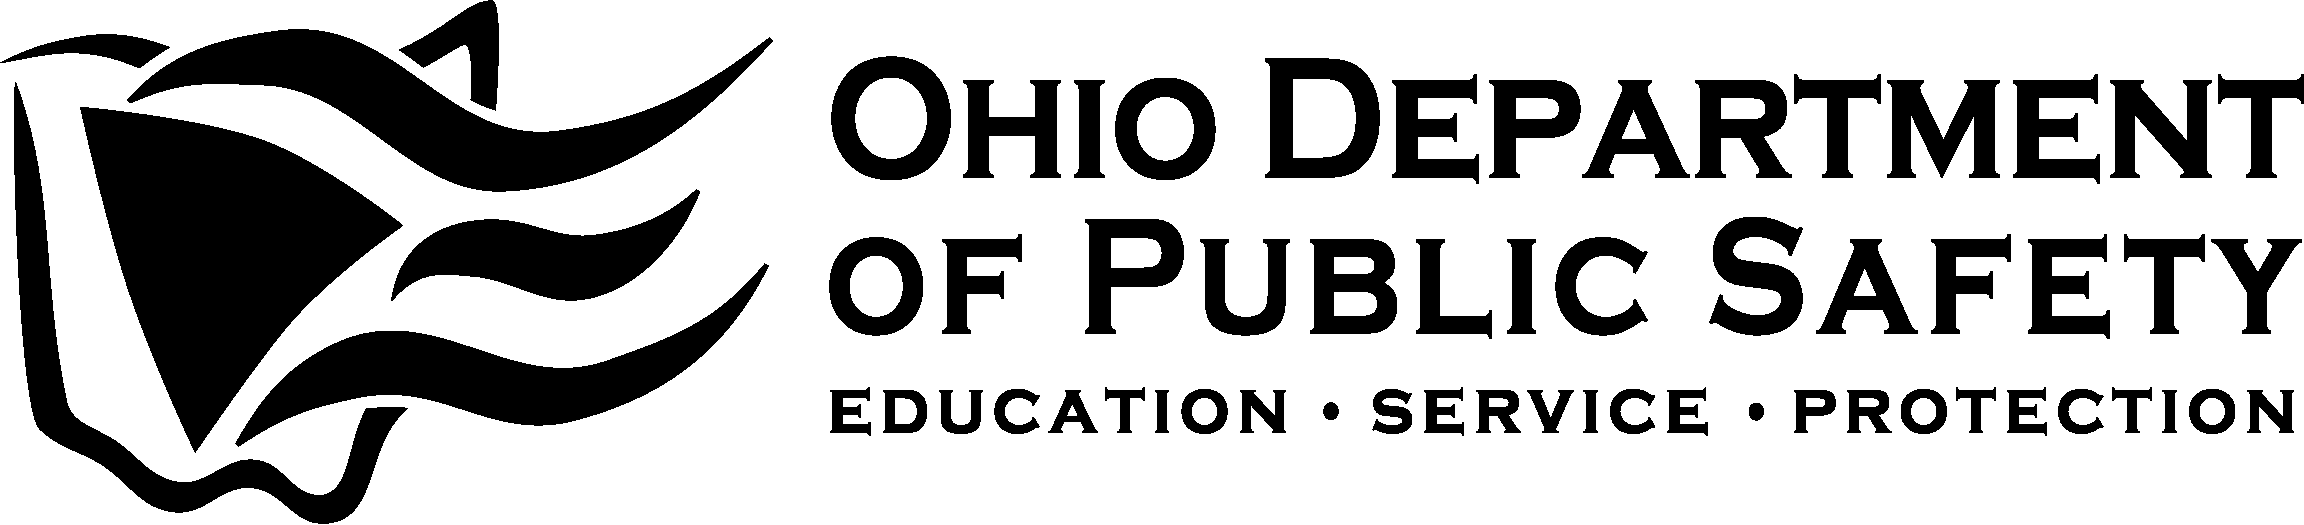 OHIO DEPARTMENT
OF PUBLIC SAFETY
EDUCATION • SERVICE • PROTECTION